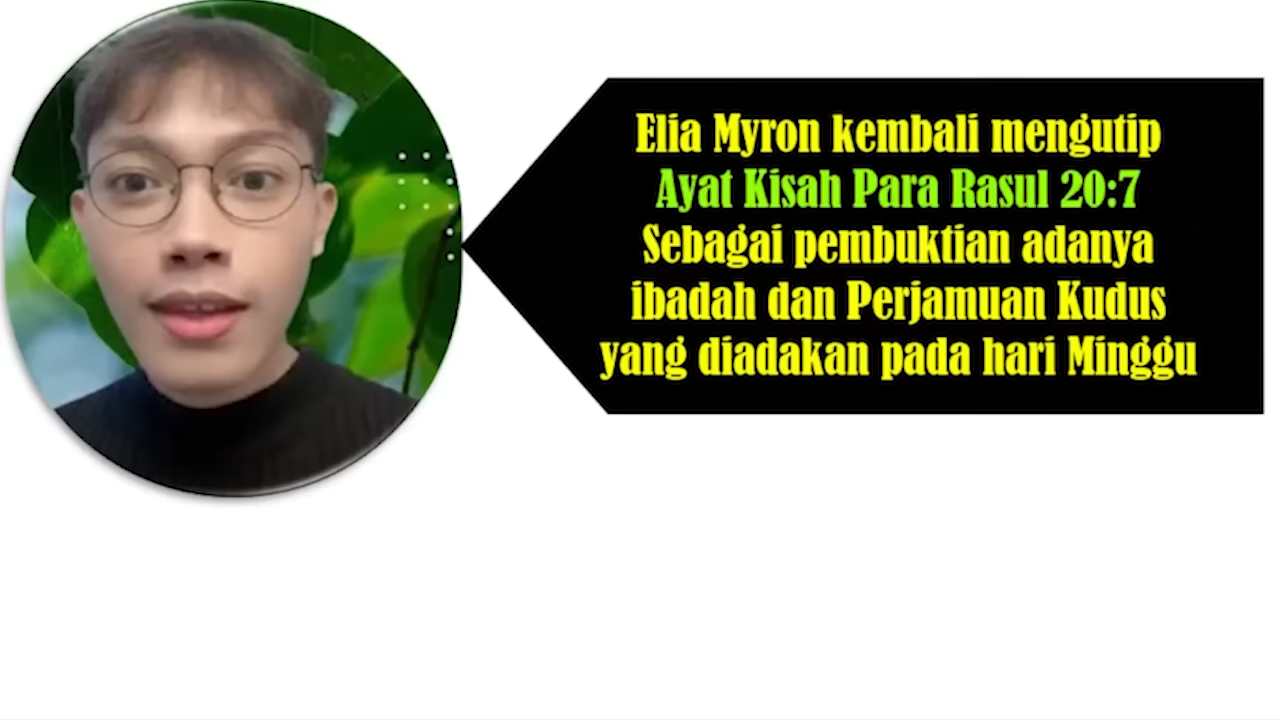 Elia Myron kembali mengutip
Ayat Kisah Para Rasul 20:7
Sebagai pembuktian adanya
ibadah dan Perjamuan Kudus
yang diadakan pada hari Minggu